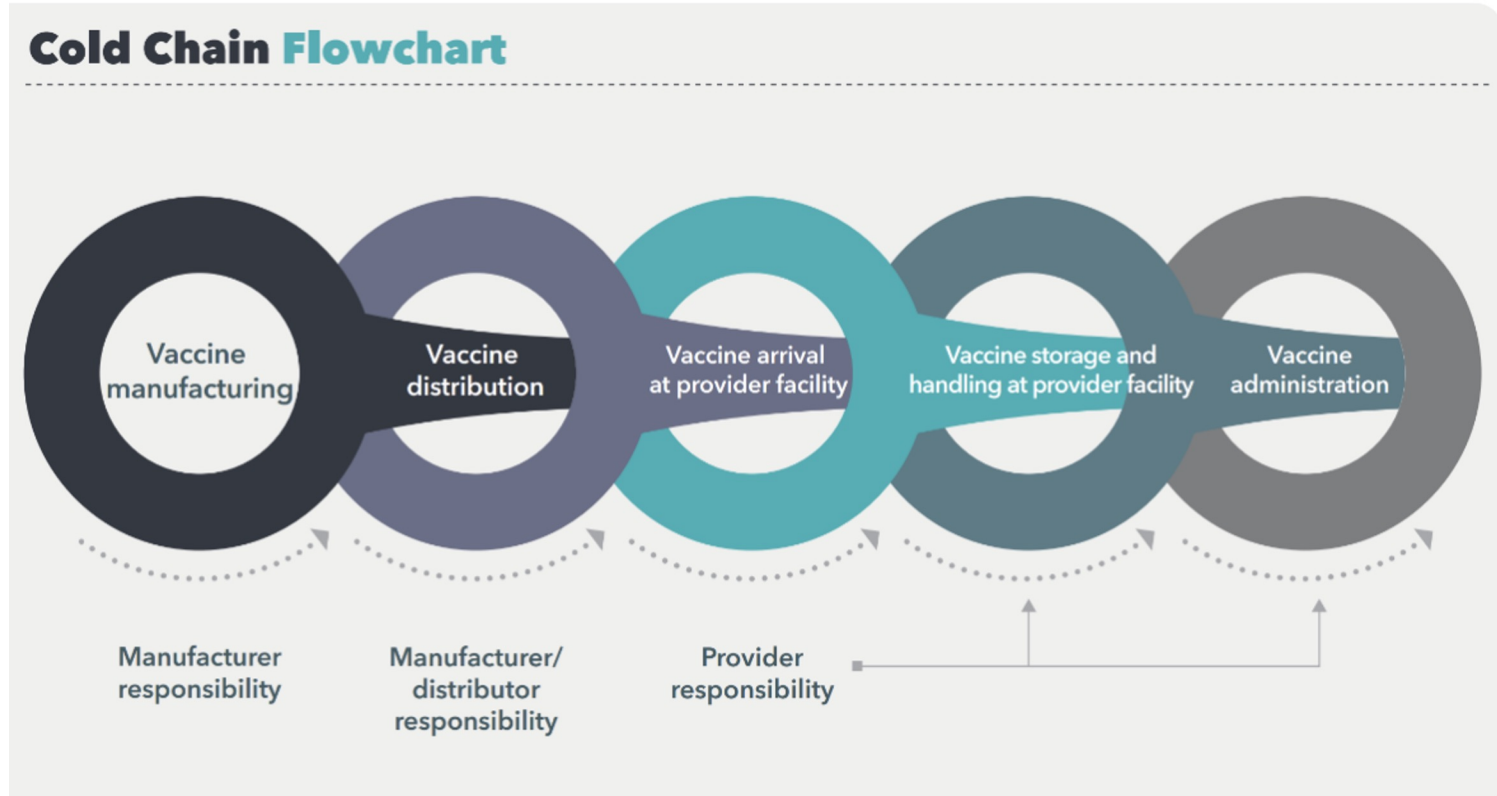 Cold Chain Flowchart
Vaccine
manufacturing
Vaccine
distribution
Vaccine arrival
at provider facility
Vaccine storage and
handling at provider facility
Vaccine
administration
Manufacturer
responsibility
Manufacturer/
distributor
responsibility
Provider
responsibility